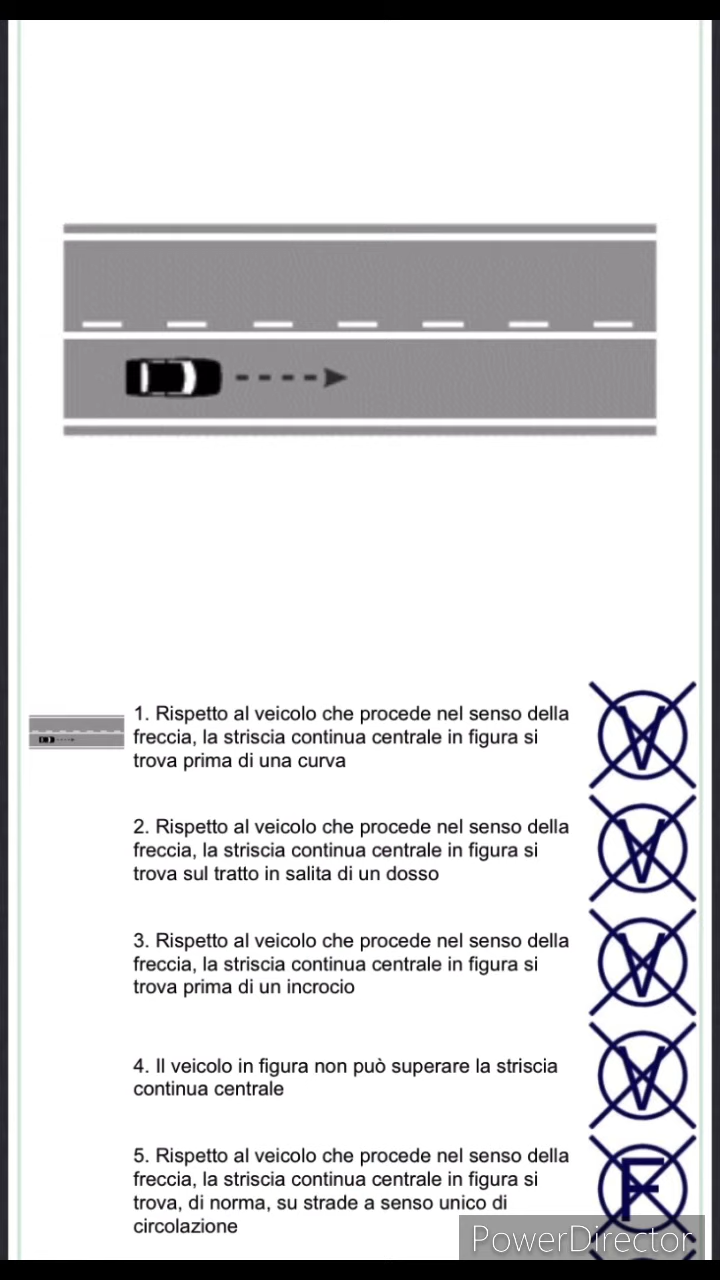 1. Rispetto al veicolo che procede nel senso della
freccia, la striscia continua centrale in figura si
trova prima di una curva
V
2. Rispetto al veicolo che procede nel senso della
freccia, la striscia continua centrale in figura si
trova sul tratto in salita di un dosso
V
3. Rispetto al veicolo che procede nel senso della
freccia, la striscia continua centrale in figura si
trova prima di un incrocio
V
4. Il veicolo in figura non può superare la striscia
continua centrale
V
5. Rispetto al veicolo che procede nel senso della
freccia, la striscia continua centrale in figura si
trova, di norma, su strade a senso unico di
circolazione
F
PowerDirector